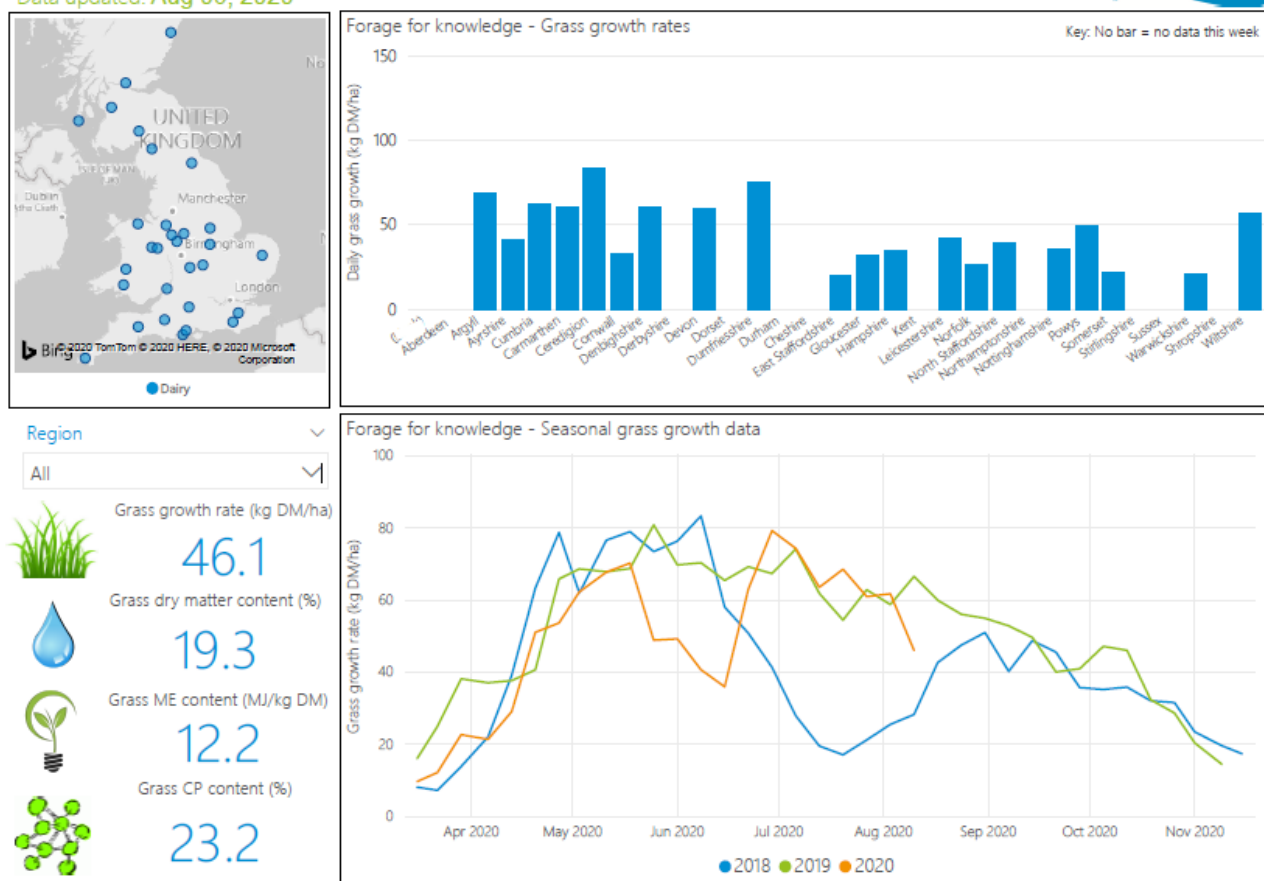 Data updated: Aug
No
UNITED
KINGDOM
ISLE OF MAN
Dublin
Manchester
Birmingham
London
Bing
© 2020 TomTom © 2020 HERE, © 2020 Microsoft
Corporation
Dairy
Forage for knowledge - Grass growth rates
Key: No bar = no data this week
Daily grass growth (kg DM/ha)
150
100
50
0
Aberdeen
Argyll
Ayrshire
Cumbria
Carmarthen
Ceredigion
Cornwall
Denbighshire
Derbyshire
Devon
Dorset
Dumfriesshire
Durham
Cheshire
East Staffordshire
Gloucester
Hampshire
Kent
Leicestershire
Norfolk
North Staffordshire
Northamptonshire
Nottinghamshire
Powys
Somerset
Stirlingshire
Sussex
Warwickshire
Shropshire
Wiltshire
Region
All
Grass growth rate (kg DM/ha)
46.1
Grass dry matter content (%)
19.3
Grass ME content (MJ/kg DM)
12.2
Grass CP content (%)
23.2
Forage for knowledge - Seasonal grass growth data
Growth rate (kg DM/ha)
100
80
60
40
20
0
Apr 2020
May 2020
Jun 2020
Jul 2020
Aug 2020
Sep 2020
Oct 2020
Nov 2020
2018
2019
2020